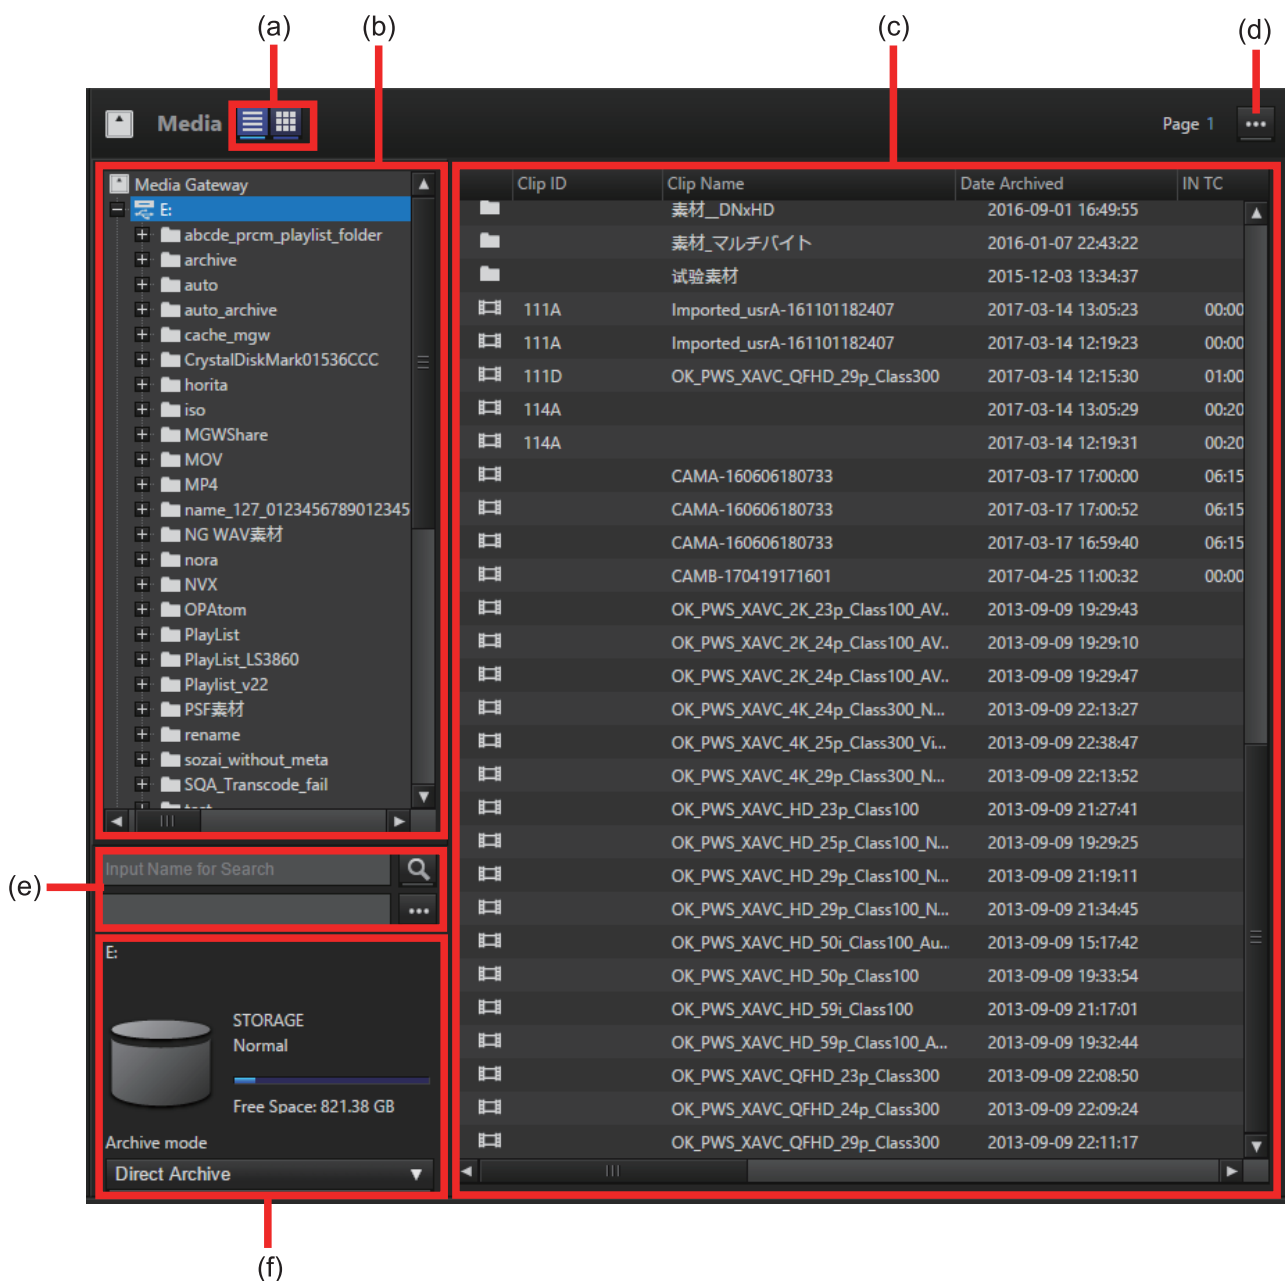 (a)
(b)
(c)
(d)
Media
Page 1
Media Gateway
E:
abcde_prcm_playlist_folder
archive
auto
auto_archive
cache_mgw
CrystalDiskMark01536CCC
horita
iso
MGWShare
MOV
MP4
name_127_0123456789012345
NG WAV素材
nora
NVX
OPAtom
PlayList
PlayList_LS3860
Playlist_v22
PSF素材
rename
sozai_without_meta
SQA_Transcode_fail
Clip ID Clip Name Date Archived IN TC
素材__DNxHD 2016-09-01 16:49:55
素材_マルチバイト 2016-01-07 22:43:22
试验素材 2015-12-03 13:34:37
111A Imported_usrA-161101182407 2017-03-14 13:05:23 00:00
111A Imported_usrA-161101182407 2017-03-14 12:19:23 00:00
111D OK_PWS_XAVC_QFHD_29p_Class300 2017-03-14 12:15:30 01:00
114A 2017-03-14 13:05:29 00:20
114A 2017-03-14 12:19:31 00:20
CAMA-160606180733 2017-03-17 17:00:00 06:15
CAMA-160606180733 2017-03-17 17:00:52 06:15
CAMA-160606180733 2017-03-17 16:59:40 06:15
CAMB-170419171601 2017-04-25 11:00:32 00:00
OK_PWS_XAVC_2K_23p_Class100_AV.. 2013-09-09 19:29:43
OK_PWS_XAVC_2K_24p_Class100_AV.. 2013-09-09 19:29:10
OK_PWS_XAVC_2K_24p_Class100_AV.. 2013-09-09 19:29:47
OK_PWS_XAVC_4K_24p_Class300_N... 2013-09-09 22:13:27
OK_PWS_XAVC_4K_25p_Class300_Vi... 2013-09-09 22:38:47
OK_PWS_XAVC_4K_29p_Class300_N... 2013-09-09 22:13:52
OK_PWS_XAVC_HD_23p_Class100 2013-09-09 21:27:41
OK_PWS_XAVC_HD_25p_Class100_N... 2013-09-09 19:29:25
OK_PWS_XAVC_HD_29p_Class100_N... 2013-09-09 21:19:11
OK_PWS_XAVC_HD_29p_Class100_N... 2013-09-09 21:34:45
OK_PWS_XAVC_HD_50i_Class100_Au... 2013-09-09 15:17:42
OK_PWS_XAVC_HD_50p_Class100 2013-09-09 19:33:54
OK_PWS_XAVC_HD_59i_Class100 2013-09-09 21:17:01
OK_PWS_XAVC_HD_59p_Class100_A... 2013-09-09 19:32:44
OK_PWS_XAVC_QFHD_23p_Class300 2013-09-09 22:08:50
OK_PWS_XAVC_QFHD_24p_Class300 2013-09-09 22:09:24
OK_PWS_XAVC_QFHD_29p_Class300 2013-09-09 22:11:17
(e)
Input Name for Search
E:
STORAGE
Normal
Free Space: 821.38 GB
Archive mode
Direct Archive
(f)